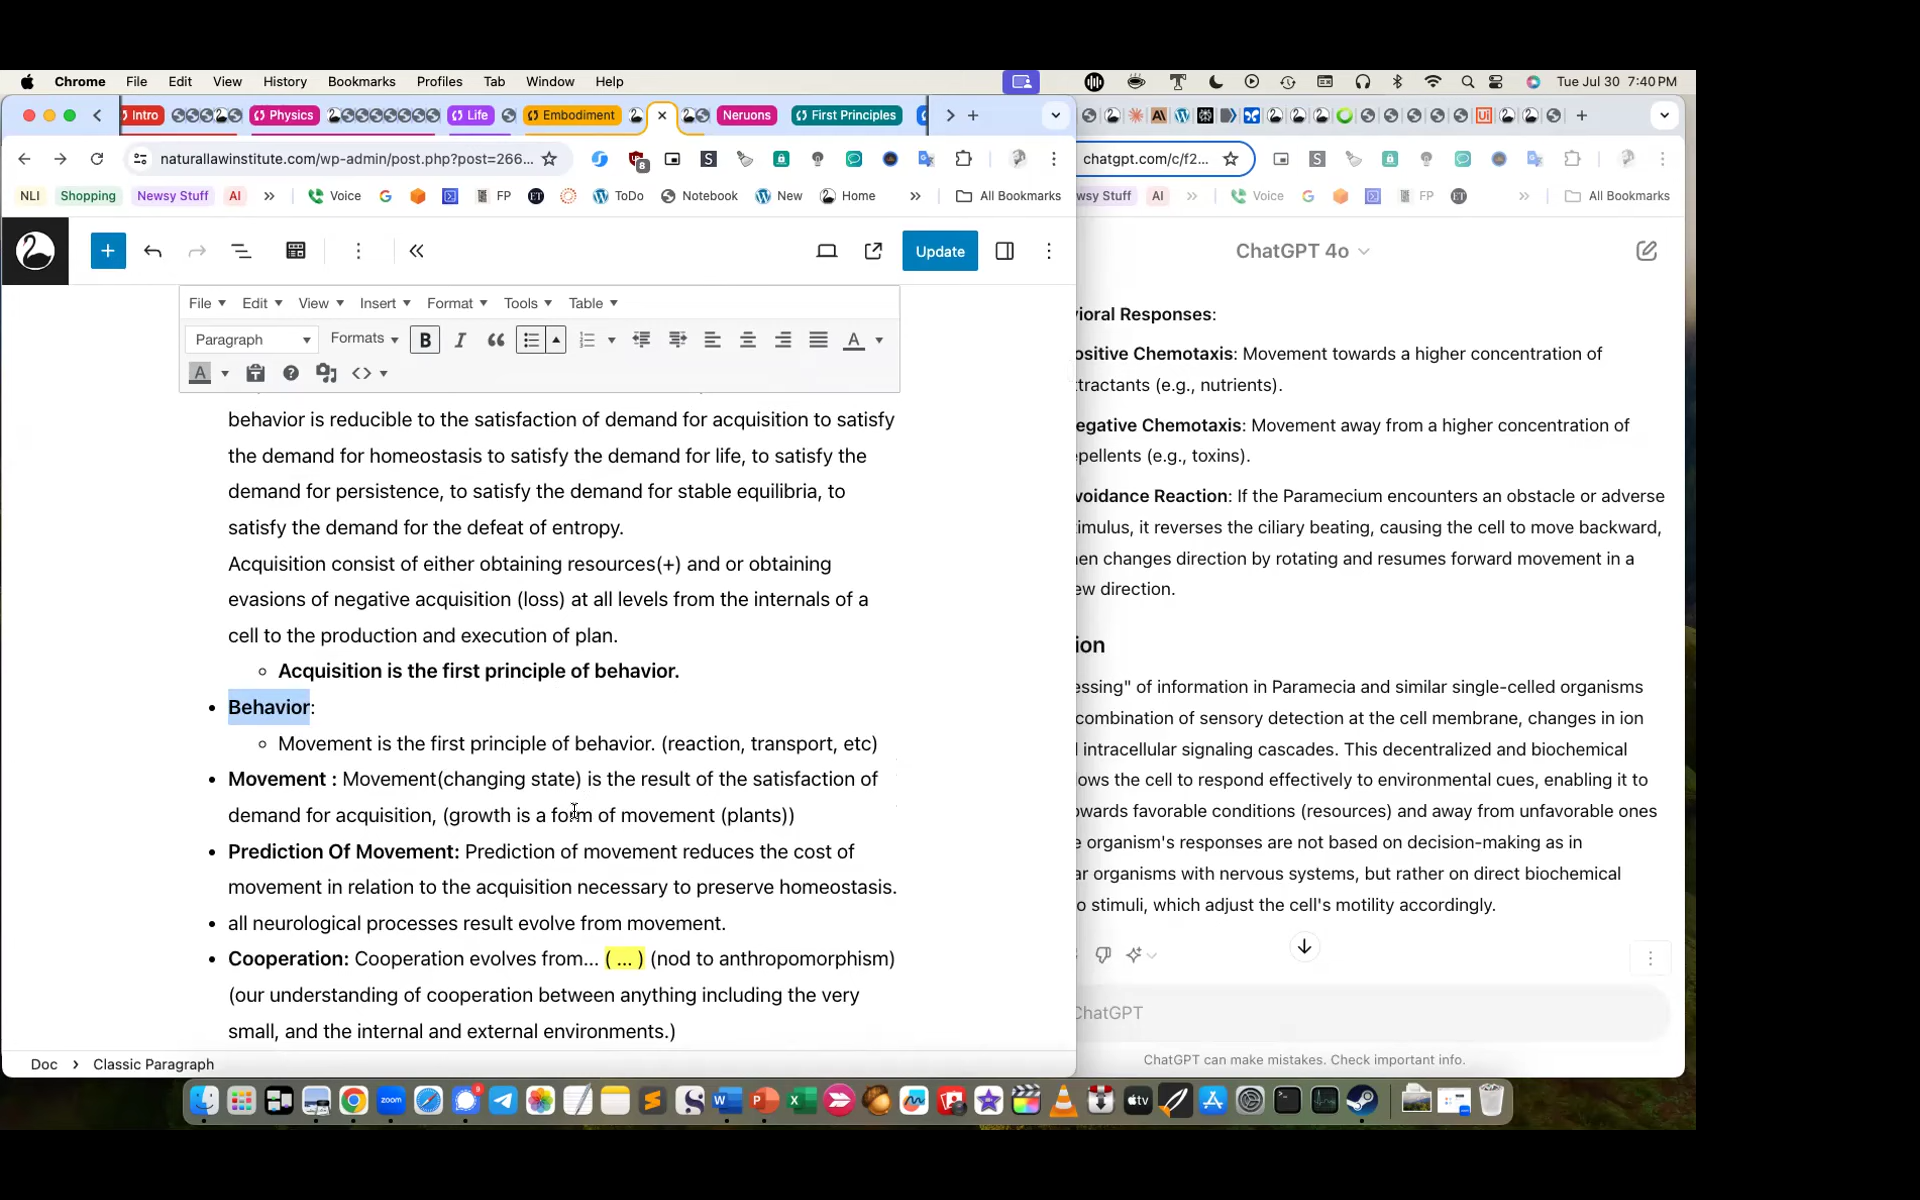 Chrome File Edit View History Bookmarks Profiles Tab Window Help Tue Jul 30 7:40 PM
Intro Physics Life Embodiment Neruons First Principles
naturallawinstitute.com/wp-admin/post.php?post=266... 8
chatgpt.com/c/f2...
NLI Shopping Newsy Stuff AI » Voice FP ToDo Notebook New Home » All Bookmarks
wsy Stuff AI » Voice FP » All Bookmarks
Update
ChatGPT 4o
File Edit View Insert Format Tools Table
Paragraph Formats B I A
A
behavior is reducible to the satisfaction of demand for acquisition to satisfy
the demand for homeostasis to satisfy the demand for life, to satisfy the
demand for persistence, to satisfy the demand for stable equilibria, to
satisfy the demand for the defeat of entropy.
Acquisition consist of either obtaining resources(+) and or obtaining
evasions of negative acquisition (loss) at all levels from the internals of a
cell to the production and execution of plan.
Acquisition is the first principle of behavior.
Behavior:
Movement is the first principle of behavior. (reaction, transport, etc)
Movement : Movement(changing state) is the result of the satisfaction of
demand for acquisition, (growth is a form of movement (plants))
Prediction Of Movement: Prediction of movement reduces the cost of
movement in relation to the acquisition necessary to preserve homeostasis.
all neurological processes result evolve from movement.
Cooperation: Cooperation evolves from... ( ... ) (nod to anthropomorphism)
(our understanding of cooperation between anything including the very
small, and the internal and external environments.)
Doc › Classic Paragraph
ioral Responses:
ositive Chemotaxis: Movement towards a higher concentration of
tractants (e.g., nutrients).
egative Chemotaxis: Movement away from a higher concentration of
epellents (e.g., toxins).
voidance Reaction: If the Paramecium encounters an obstacle or adverse
timulus, it reverses the ciliary beating, causing the cell to move backward,
en changes direction by rotating and resumes forward movement in a
ew direction.
ion
essing" of information in Paramecia and similar single-celled organisms
combination of sensory detection at the cell membrane, changes in ion
l intracellular signaling cascades. This decentralized and biochemical
lows the cell to respond effectively to environmental cues, enabling it to
owards favorable conditions (resources) and away from unfavorable ones
e organism's responses are not based on decision-making as in
ar organisms with nervous systems, but rather on direct biochemical
o stimuli, which adjust the cell's motility accordingly.
ChatGPT
ChatGPT can make mistakes. Check important info.
zoom tv